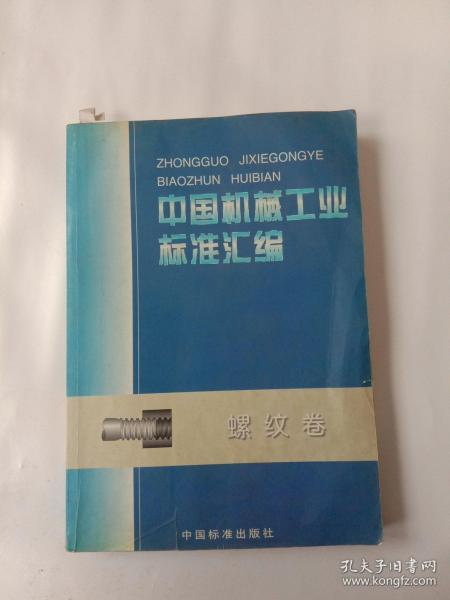 ZHONGGUO JIXIEGONGYE
BIAOZHUN HUIBIAN
中国机械工业
标准汇编
螺纹卷
中国标准出版社
孔夫子旧书网
www.kongfz.com